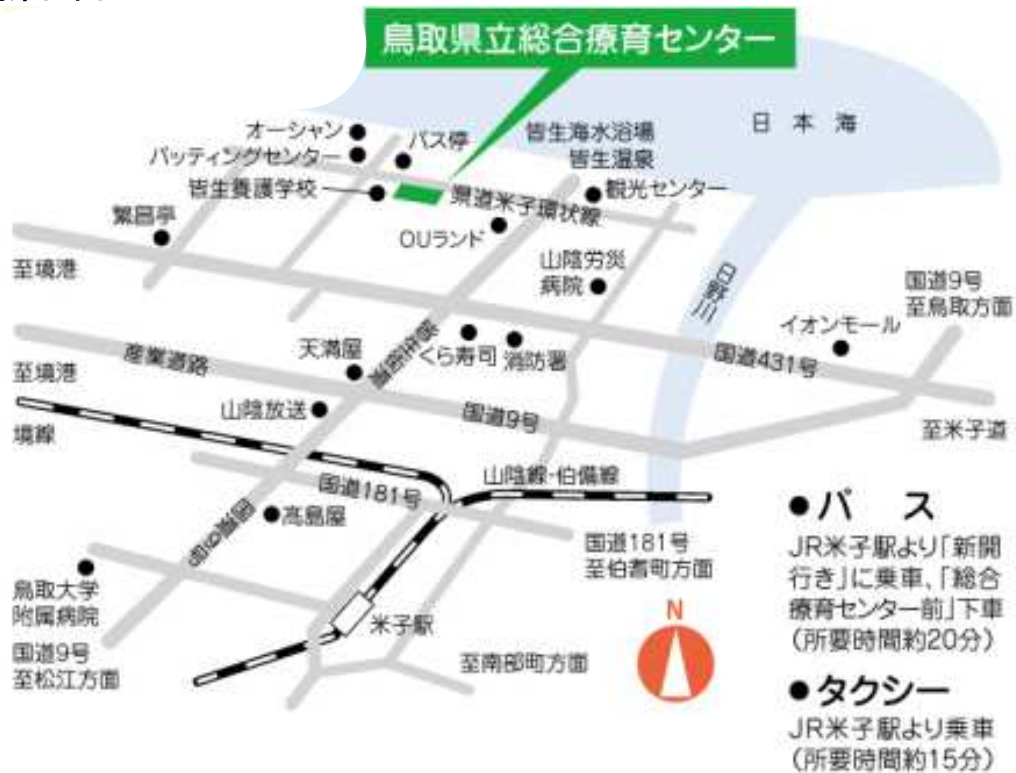 鳥取県立総合療育センター
日本海
オーシャン
バッティングセンター
バス停
皆生海水浴場
皆生温泉
皆生養護学校
県道米子環状線
観光センター
繁昌亭
OUランド
至境港
山陰労災
病院
日野川
国道9号
至鳥取方面
イオンモール
産業道路
天満屋
くら寿司
消防署
国道431号
至境港
山陰放送
国道9号
至米子道
境線
国道181号
山陰線・伯備線
高島屋
国道181号
至伯耆町方面
鳥取大学
附属病院
米子駅
国道9号
至松江方面
至南部町方面
N
●バス
JR米子駅より「新開
行き」に乗車、「総合
療育センター前」下車
(所要時間約20分)
●タクシー
JR米子駅より乗車
(所要時間約15分)